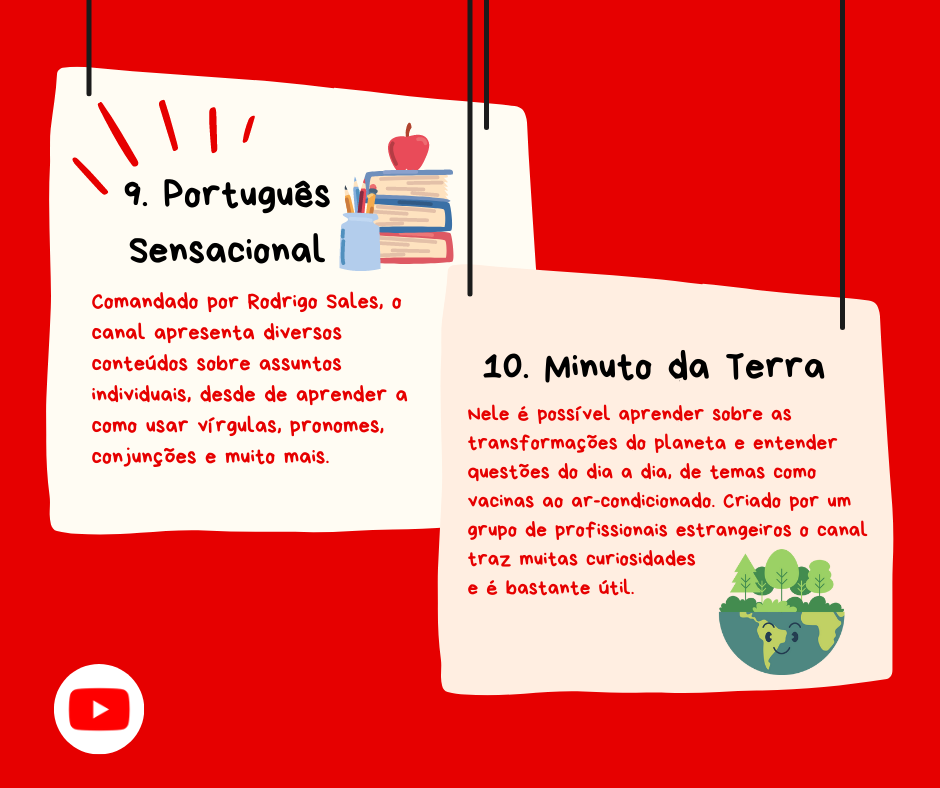 9. Português
Sensacional
Comandado por Rodrigo Sales, o
canal apresenta diversos
conteúdos sobre assuntos
individuais, desde de aprender a
como usar vírgulas, pronomes,
conjunções e muito mais.
10. Minuto da Terra
Nele é possível aprender sobre as
transformações do planeta e entender
questões do dia a dia, de temas como
vacinas ao ar-condicionado. Criado por um
grupo de profissionais estrangeiros o canal
traz muitas curiosidades
e é bastante útil.